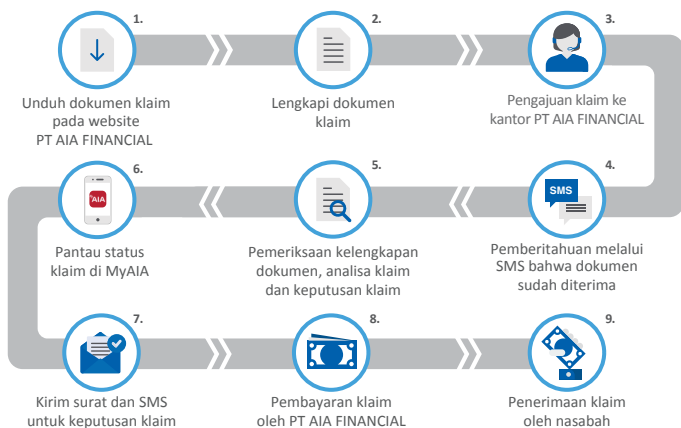 1.
Unduh dokumen klaim
pada website
PT AIA FINANCIAL
2.
Lengkapi dokumen
klaim
3.
Pengajuan klaim ke
kantor PT AIA FINANCIAL
4.
SMS
Pemberitahuan melalui
SMS bahwa dokumen
sudah diterima
5.
Pemeriksaan kelengkapan
dokumen, analisa klaim
dan keputusan klaim
6.
AIA
Pantau status
klaim di MyAIA
7.
Kirim surat dan SMS
untuk keputusan klaim
8.
Pembayaran klaim
oleh PT AIA FINANCIAL
9.
Penerimaan klaim
oleh nasabah